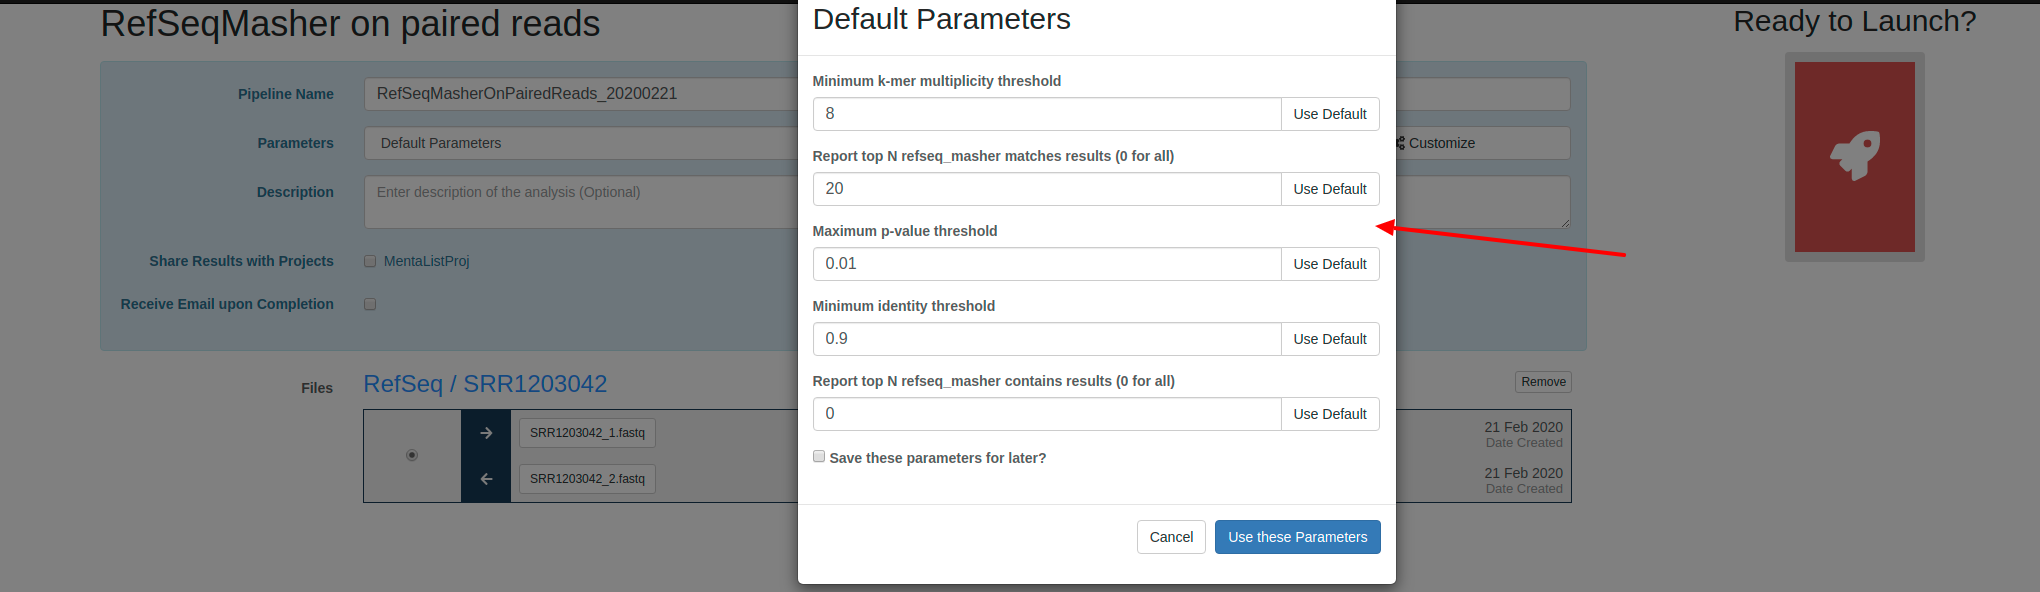 RefSeqMasher on paired reads
Pipeline Name
RefSeqMasherOnPairedReads_20200221
Parameters
Default Parameters
Customize
Description
Enter description of the analysis (Optional)
Share Results with Projects
MentaListProj
Receive Email upon Completion
Files
RefSeq / SRR1203042
Remove
SRR1203042_1.fastq
21 Feb 2020
Date Created
SRR1203042_2.fastq
21 Feb 2020
Date Created
Default Parameters
Minimum k-mer multiplicity threshold
8
Use Default
Report top N refseq_masher matches results (0 for all)
20
Use Default
Maximum p-value threshold
0.01
Use Default
Minimum identity threshold
0.9
Use Default
Report top N refseq_masher contains results (0 for all)
0
Use Default
Save these parameters for later?
Cancel
Use these Parameters
Ready to Launch?